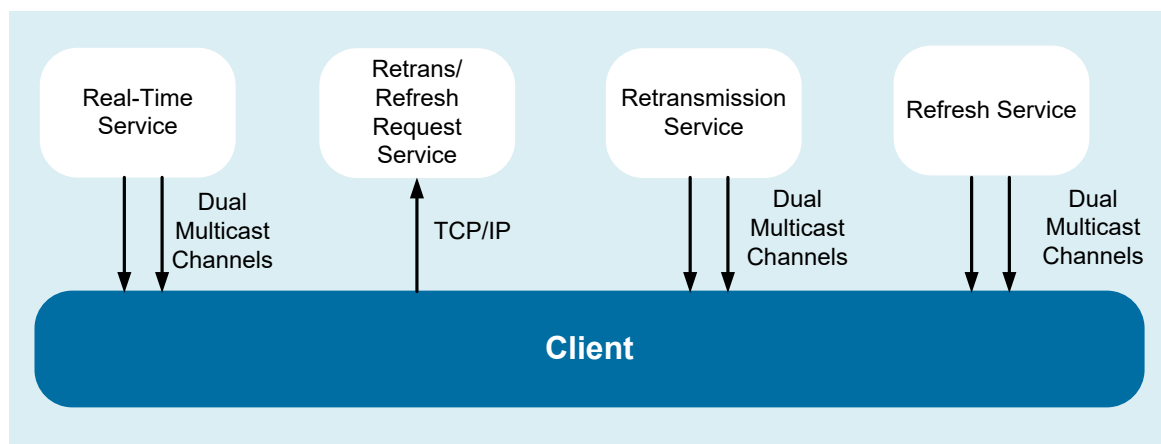 Real-Time
Service
Retrans/
Refresh
Request
Service
Retransmission
Service
Refresh Service
Dual
Multicast
Channels
TCP/IP
Dual
Multicast
Channels
Dual
Multicast
Channels
Client